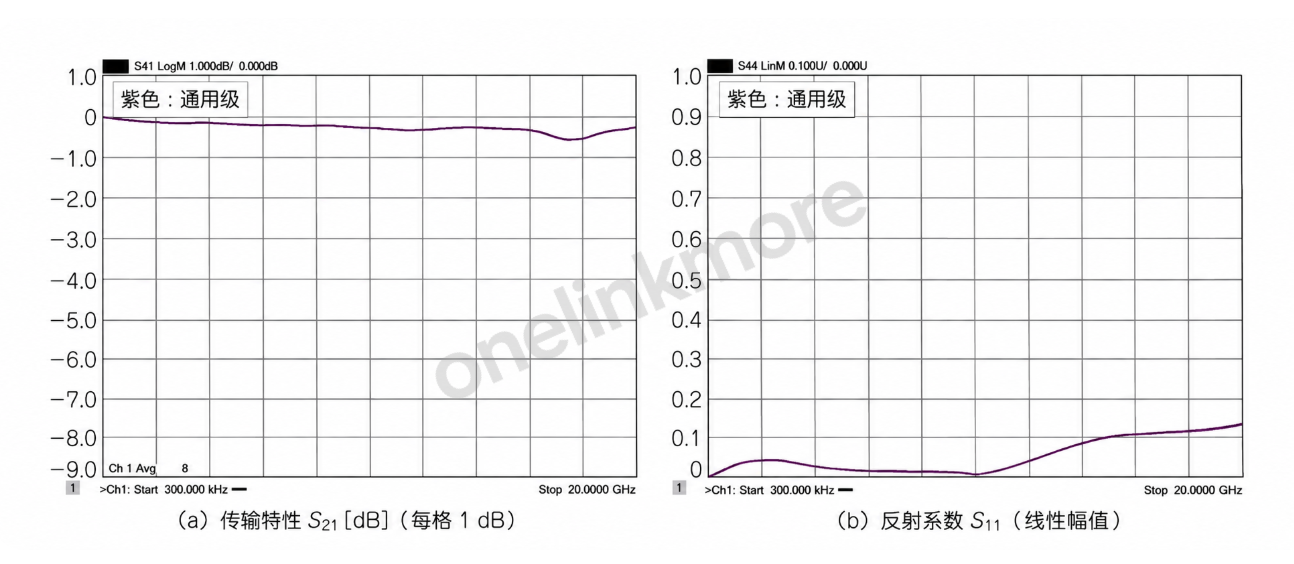 S41 LogM 1.000dB/ 0.000dB
紫色：通用级
1.0
0
−1.0
−2.0
−3.0
−4.0
−5.0
−6.0
−7.0
−8.0
−9.0
Ch 1 Avg 8
1 >Ch1: Start 300.000 kHz
Stop 20.0000 GHz
(a) 传输特性 S21 [dB]（每格 1 dB）
S44 LinM 0.100U/ 0.000U
紫色：通用级
1.0
0.9
0.8
0.7
0.6
0.5
0.4
0.3
0.2
0.1
0
1 >Ch1: Start 300.000 kHz
Stop 20.0000 GHz
(b) 反射系数 S11（线性幅值）
onelinkmore